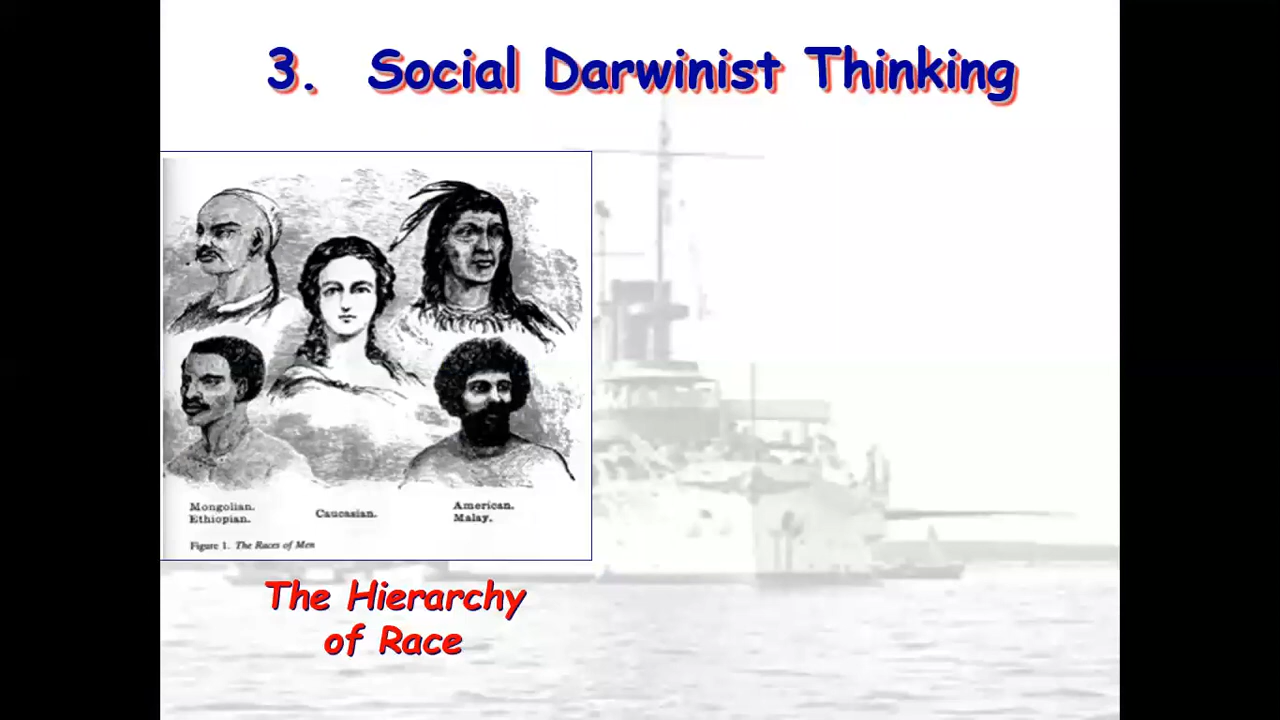 3. Social Darwinist Thinking
Mongolian.
Ethiopian.
Caucasian.
American.
Malay.
Figure 1. The Races of Men
The Hierarchy
of Race